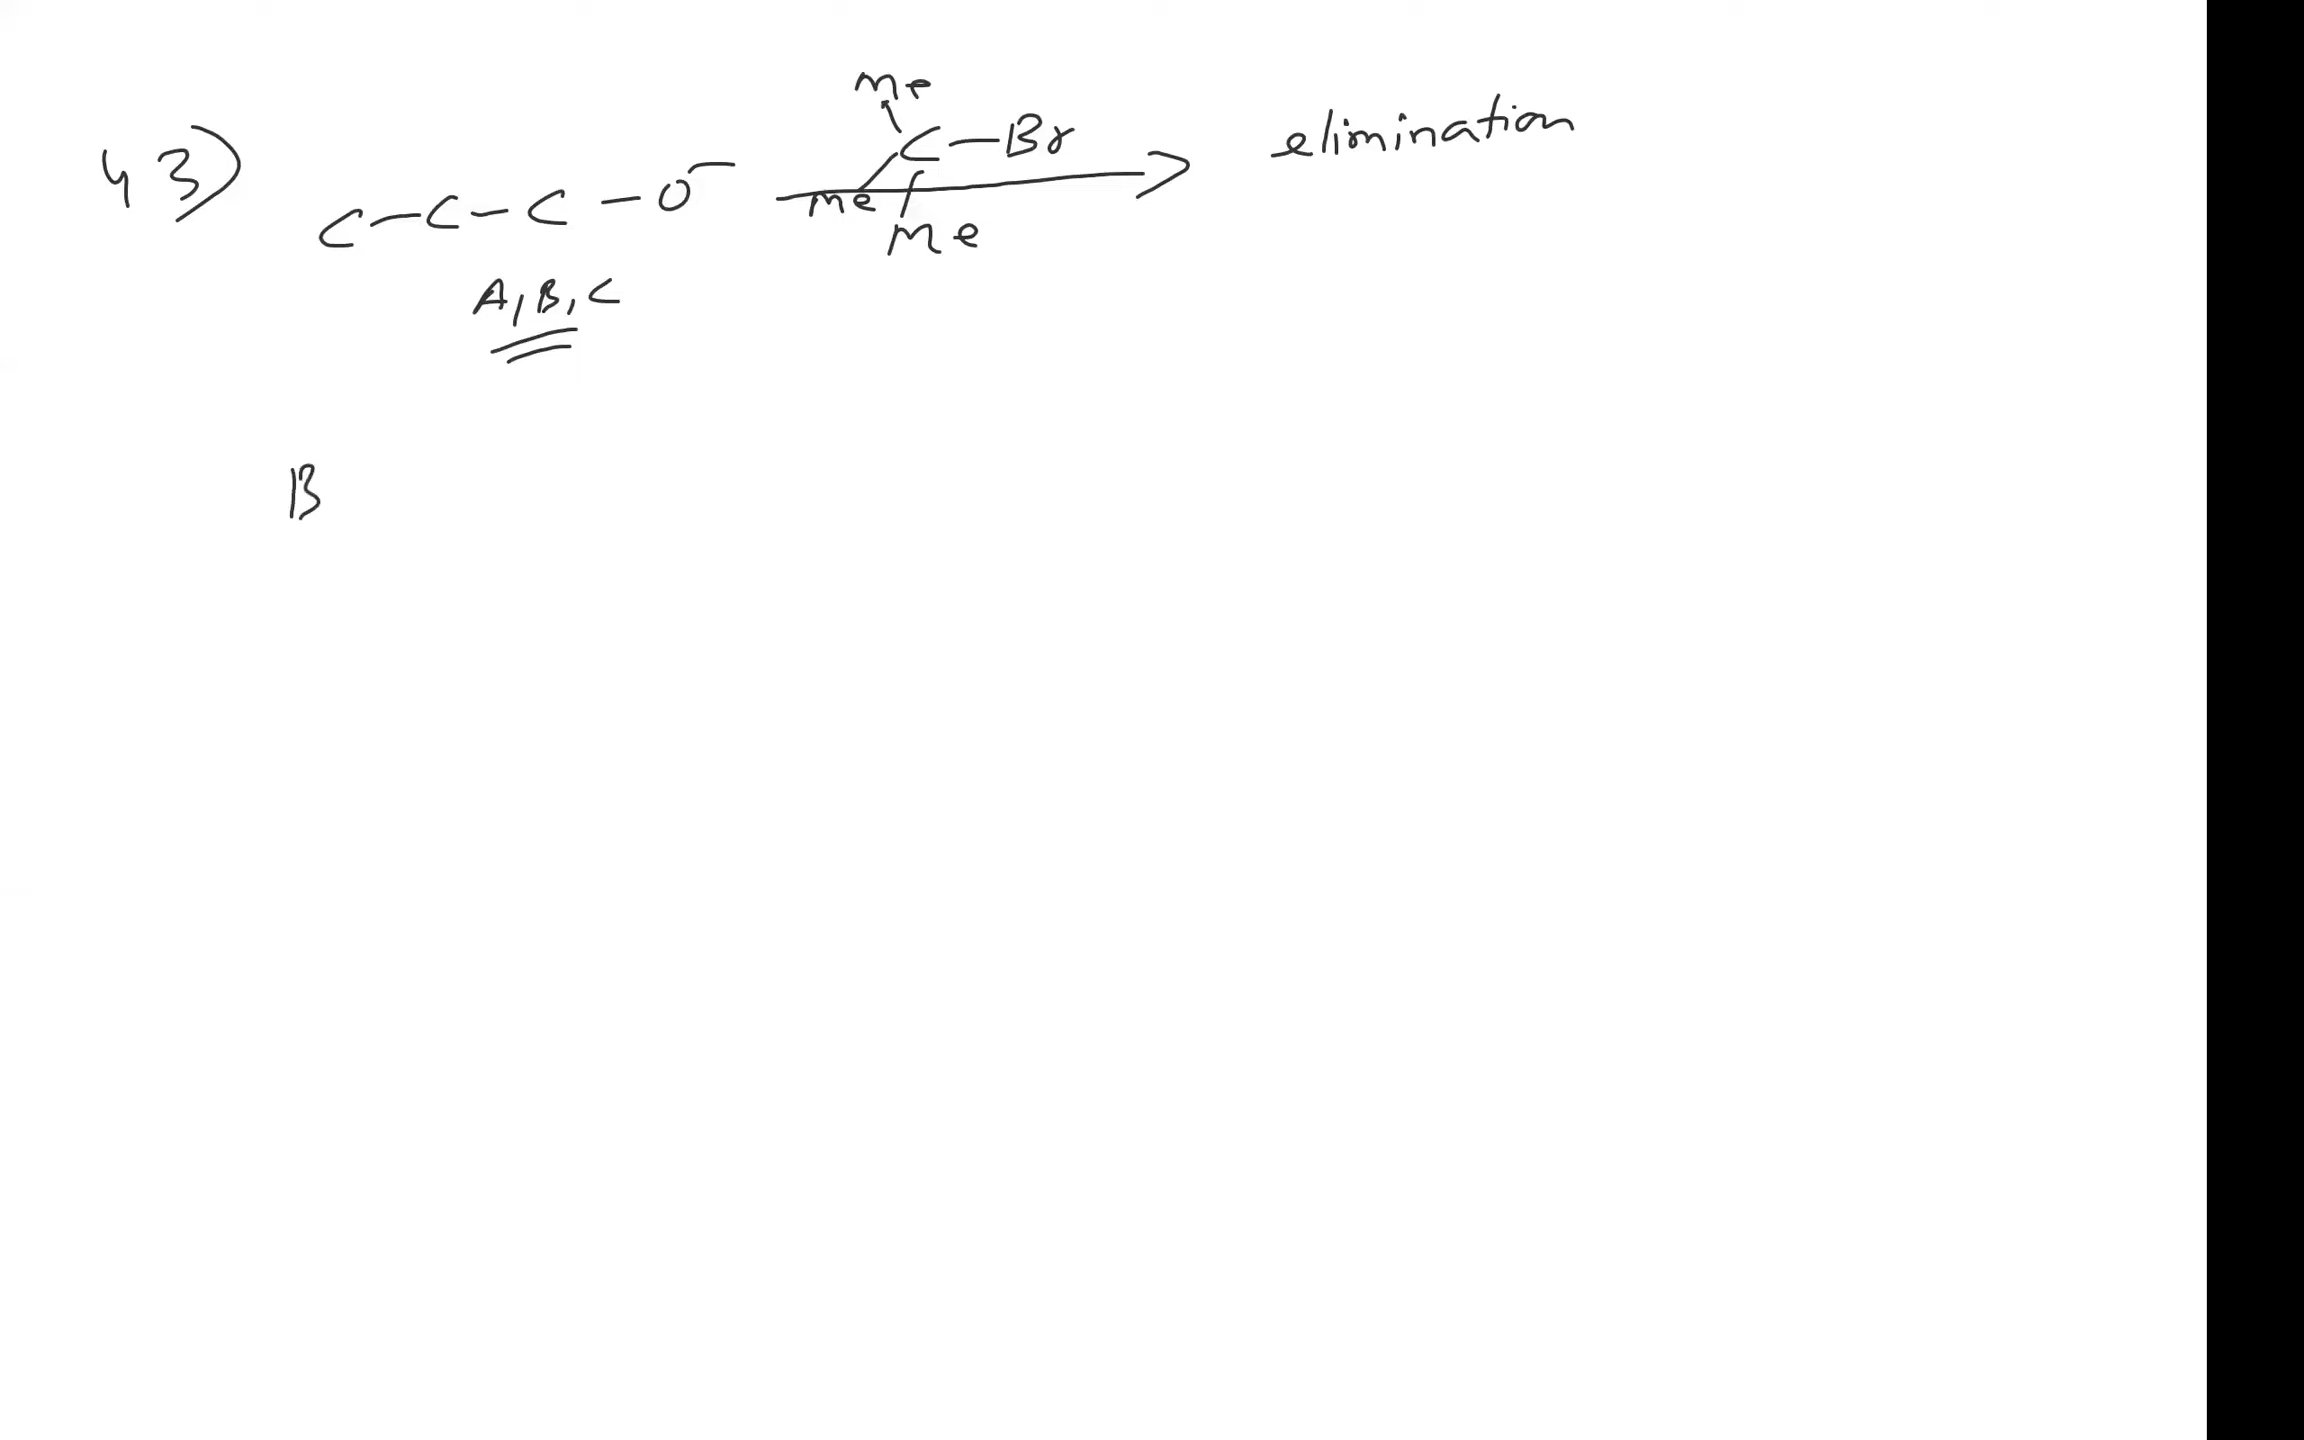 43)
Me
C-Br
elimination
C-C-C-O⁻
Me
Me
A, B, C
B